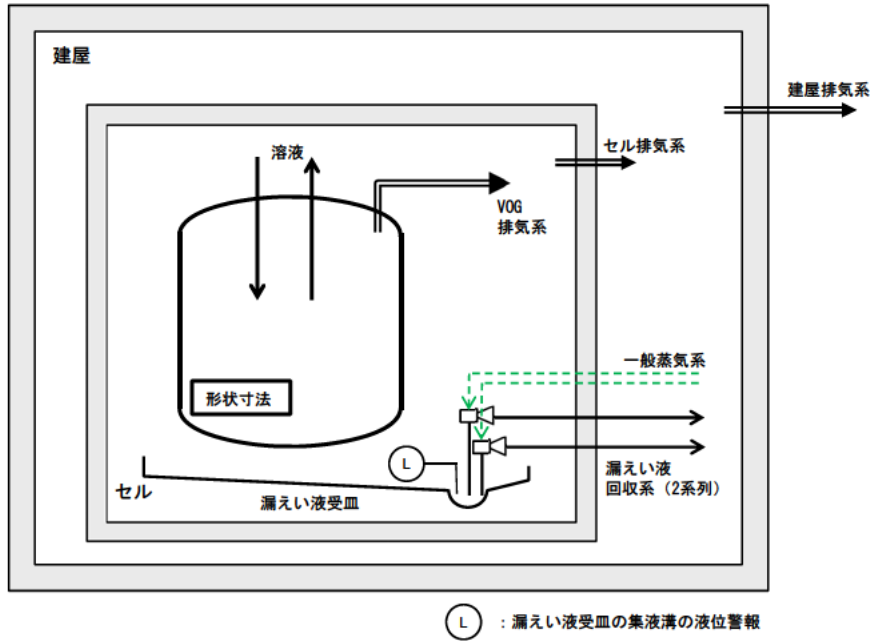 建屋
建屋排気系
セル排気系
溶液
VOG
排気系
一般蒸気系
形状寸法
L
漏えい液
回収系（2系列）
セル
漏えい液受皿
L ：漏えい液受皿の集液溝の液位警報